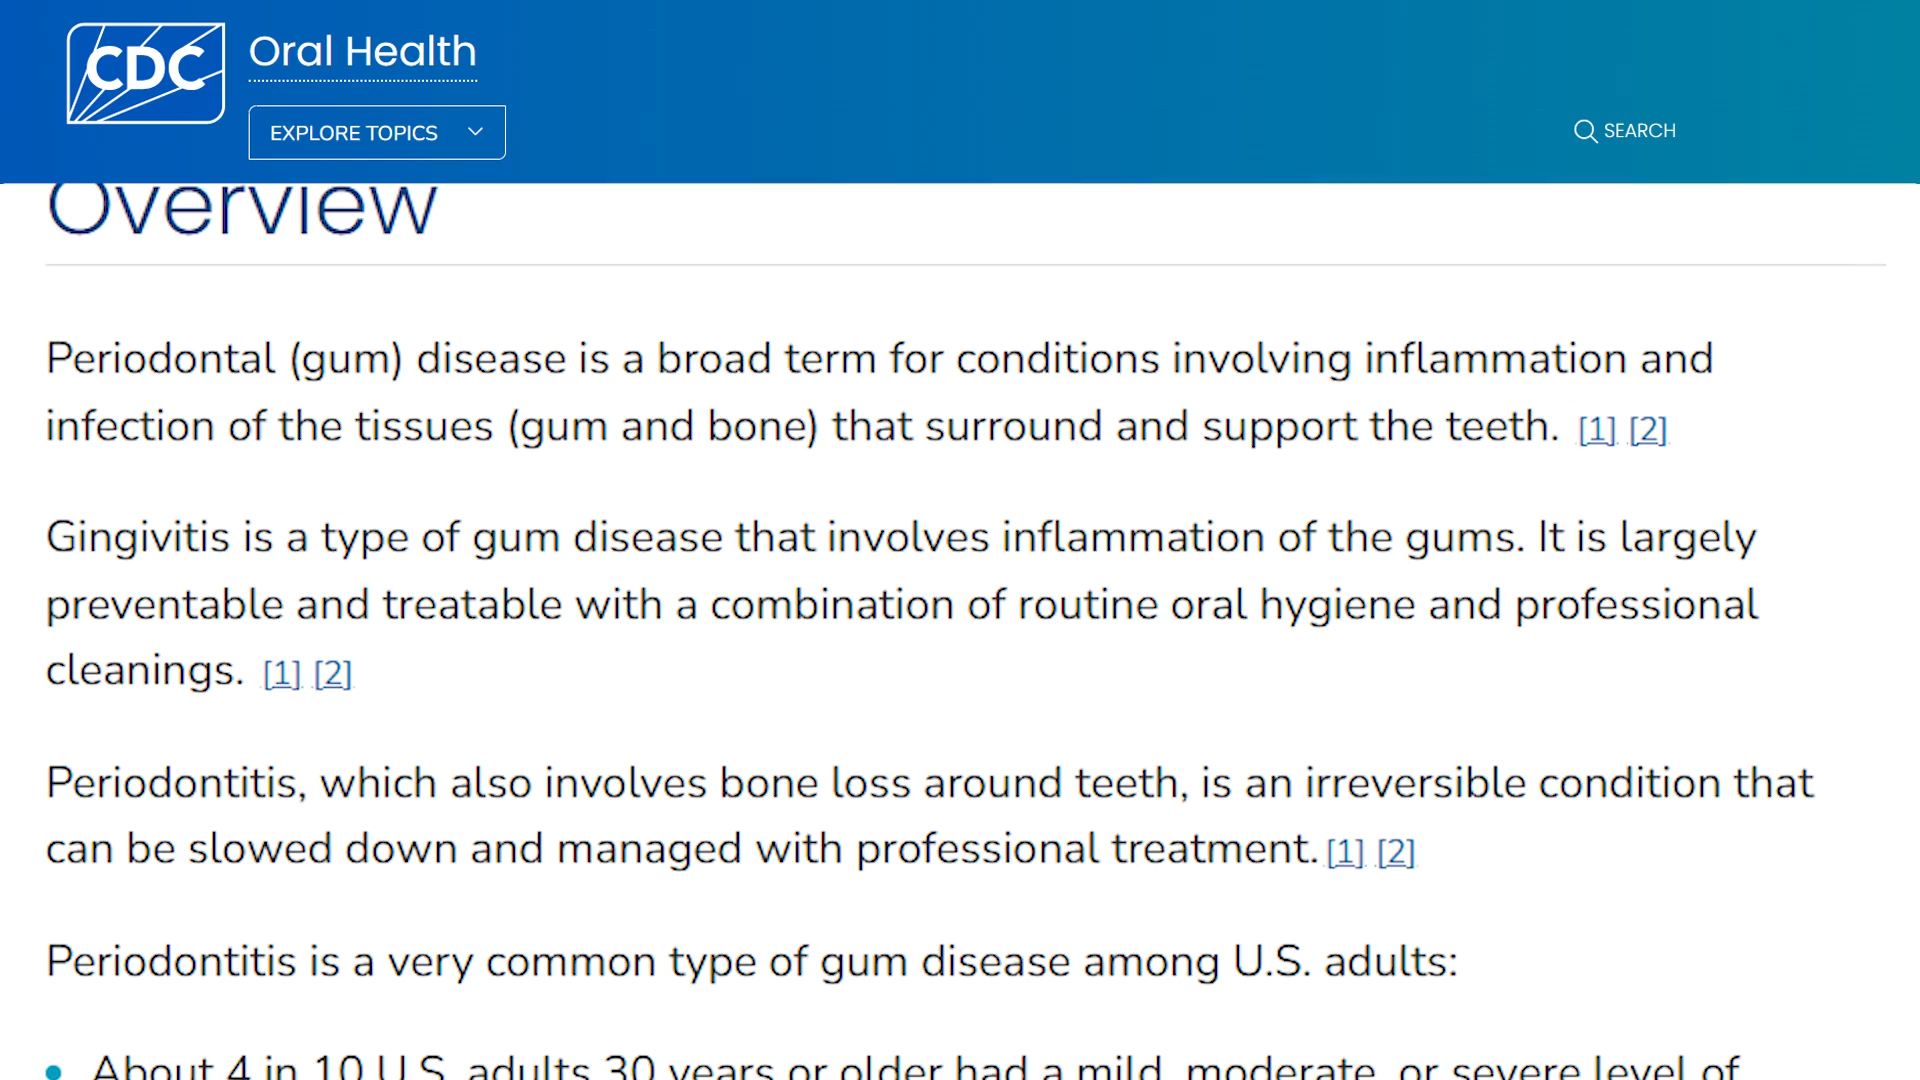 CDC
Oral Health
EXPLORE TOPICS
SEARCH
Overview
Periodontal (gum) disease is a broad term for conditions involving inflammation and
infection of the tissues (gum and bone) that surround and support the teeth. [1] [2]
Gingivitis is a type of gum disease that involves inflammation of the gums. It is largely
preventable and treatable with a combination of routine oral hygiene and professional
cleanings. [1] [2]
Periodontitis, which also involves bone loss around teeth, is an irreversible condition that
can be slowed down and managed with professional treatment. [1] [2]
Periodontitis is a very common type of gum disease among U.S. adults:
• About 4 in 10 U.S. adults 30 years or older had a mild, moderate, or severe level of